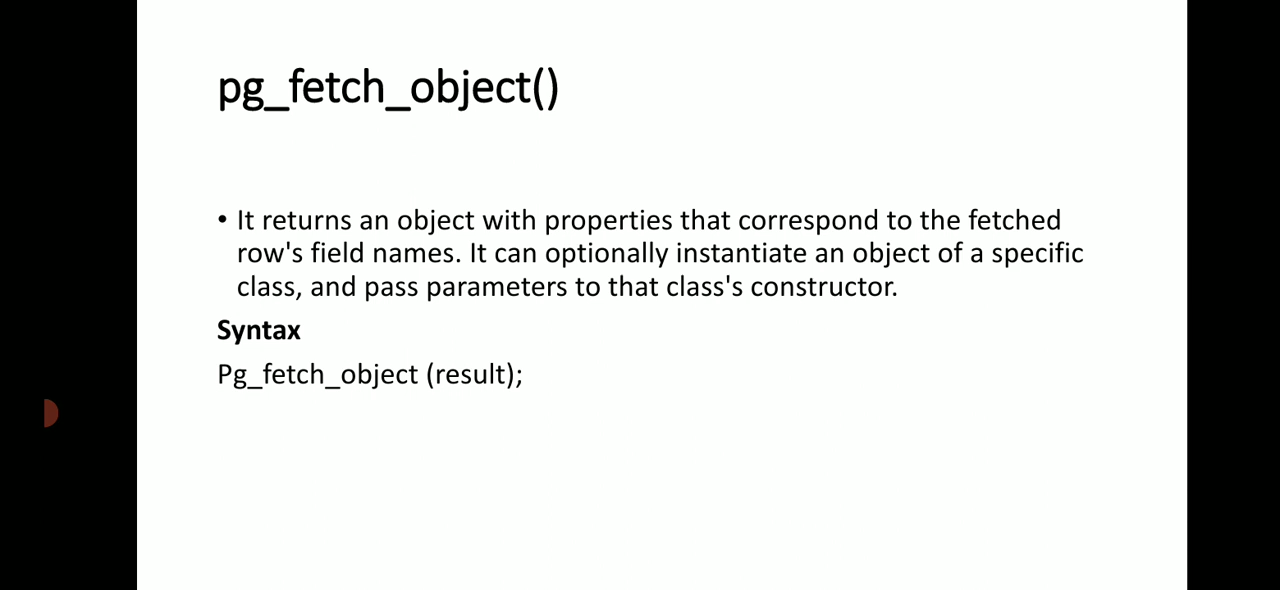 pg_fetch_object()
• It returns an object with properties that correspond to the fetched
row's field names. It can optionally instantiate an object of a specific
class, and pass parameters to that class's constructor.
Syntax
Pg_fetch_object (result);